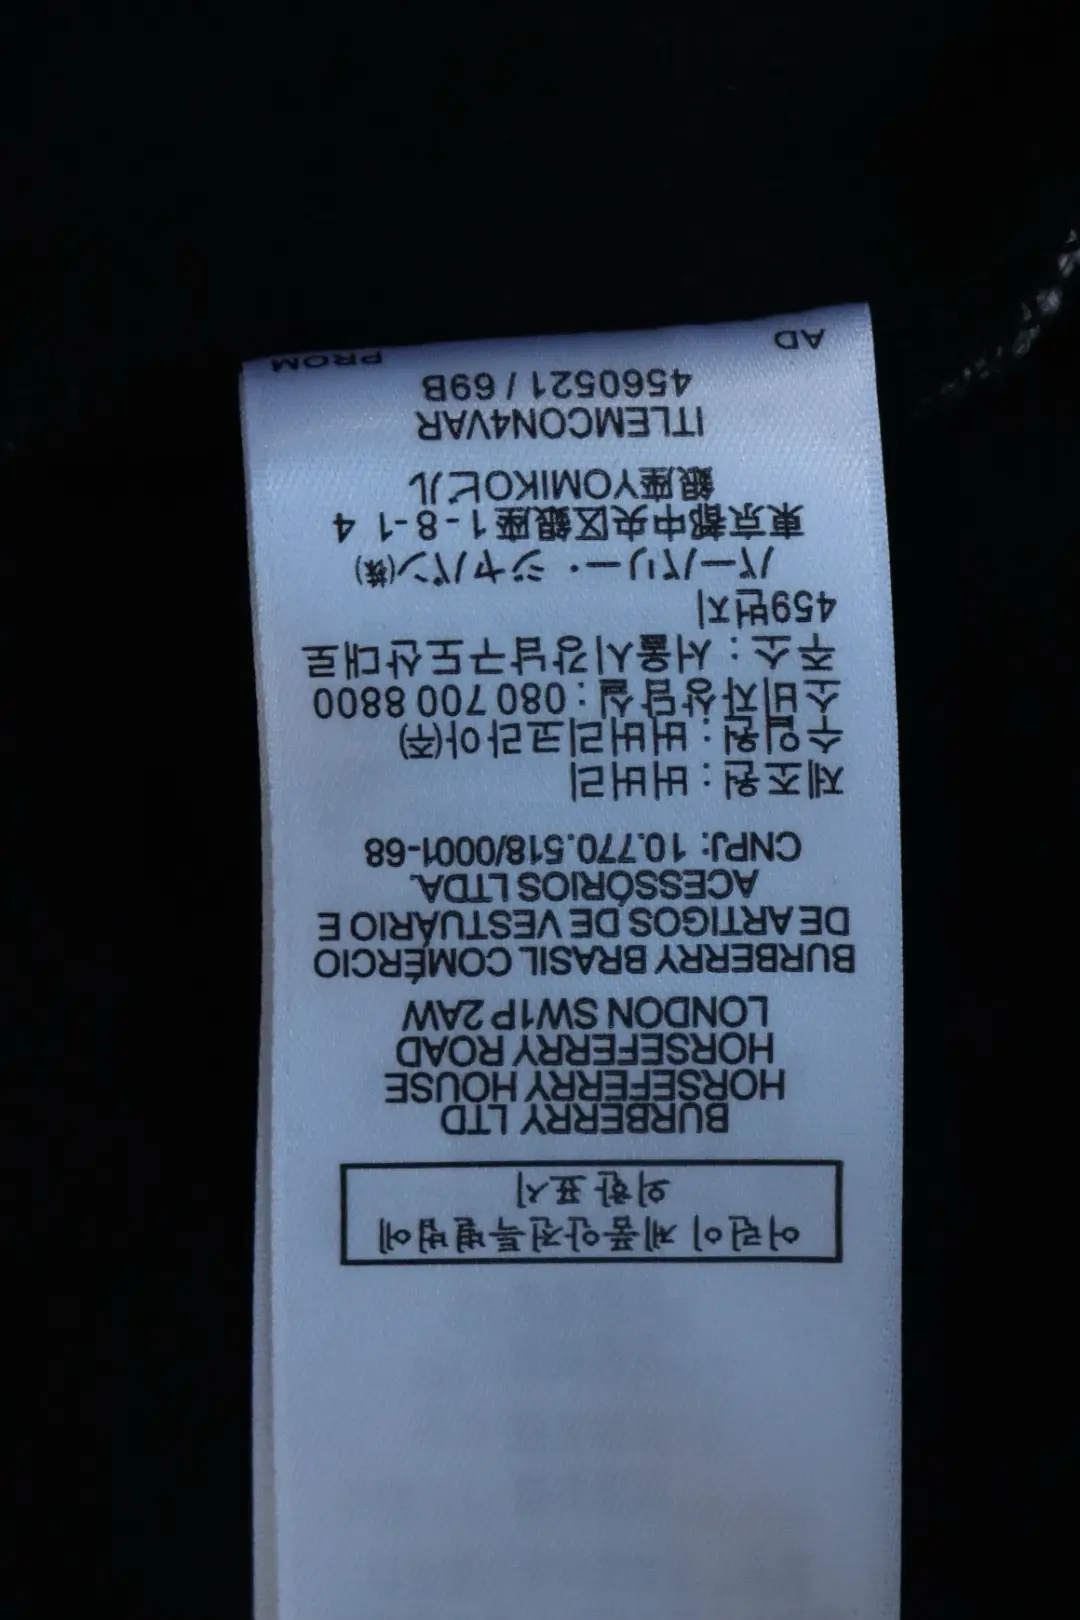 어린이 제품안전특별법에
의한 표시
BURBERRY LTD
HORSEFERRY HOUSE
HORSEFERRY ROAD
LONDON SW1P 2AW
BURBERRY BRASIL COMÉRCIO
DE ARTIGOS DE VESTUÁRIO E
ACESSÓRIOS LTDA.
CNPJ: 10.770.518/0001-68
제조원 : 버버리
수입원 : 버버리코리아(주)
소비자상담실 : 080 700 8800
주소 : 서울시강남구도산대로
459번지
バーバリー・ジャパン(株)
東京都中央区銀座1-8-14
銀座YOMIKOビル
ITLEMCON4VAR
4560521 / 69B
AD PROM